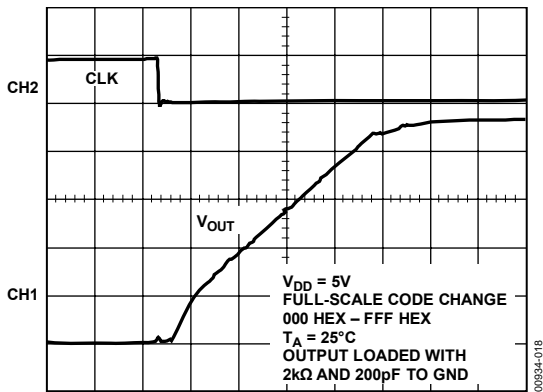 CLK
CH2
V_OUT
CH1
V_DD = 5V
FULL-SCALE CODE CHANGE
000 HEX – FFF HEX
T_A = 25°C
OUTPUT LOADED WITH
2kΩ AND 200pF TO GND
00934-018